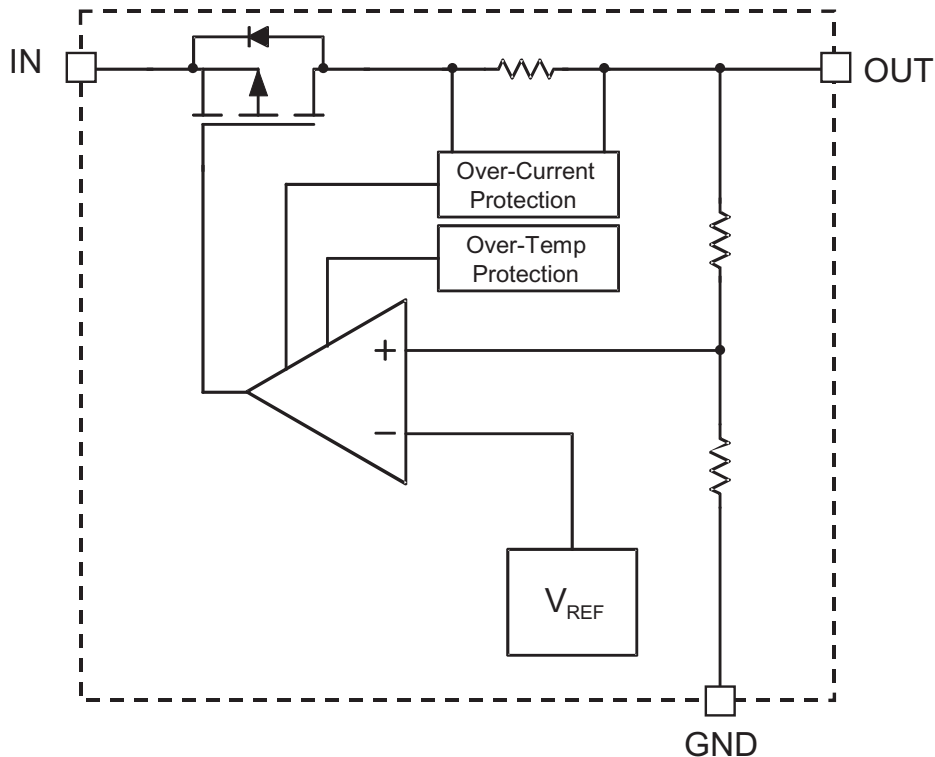 IN
OUT
Over-Current
Protection
Over-Temp
Protection
+
−
VREF
GND